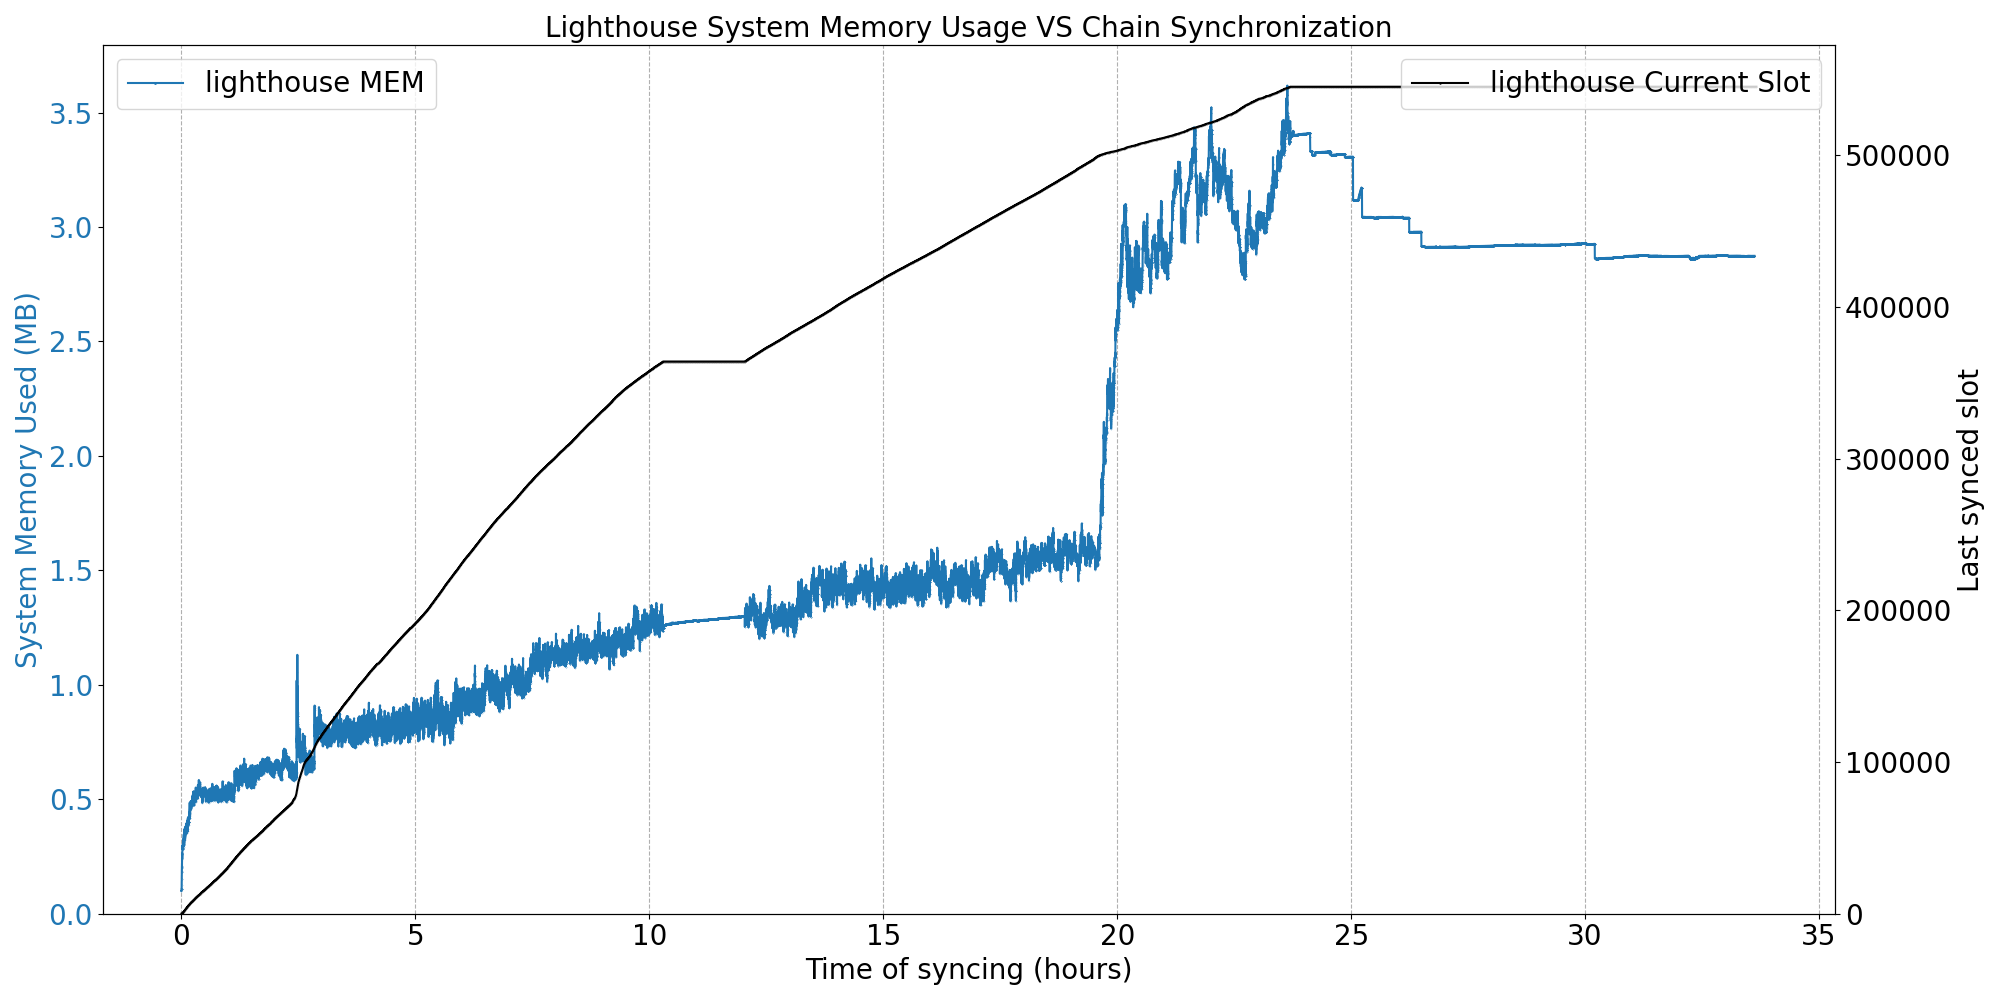 Lighthouse System Memory Usage VS Chain Synchronization
lighthouse MEM
lighthouse Current Slot
System Memory Used (MB)
3.5
3.0
2.5
2.0
1.5
1.0
0.5
0.0
500000
400000
300000
200000
100000
0
Last synced slot
0 5 10 15 20 25 30 35
Time of syncing (hours)